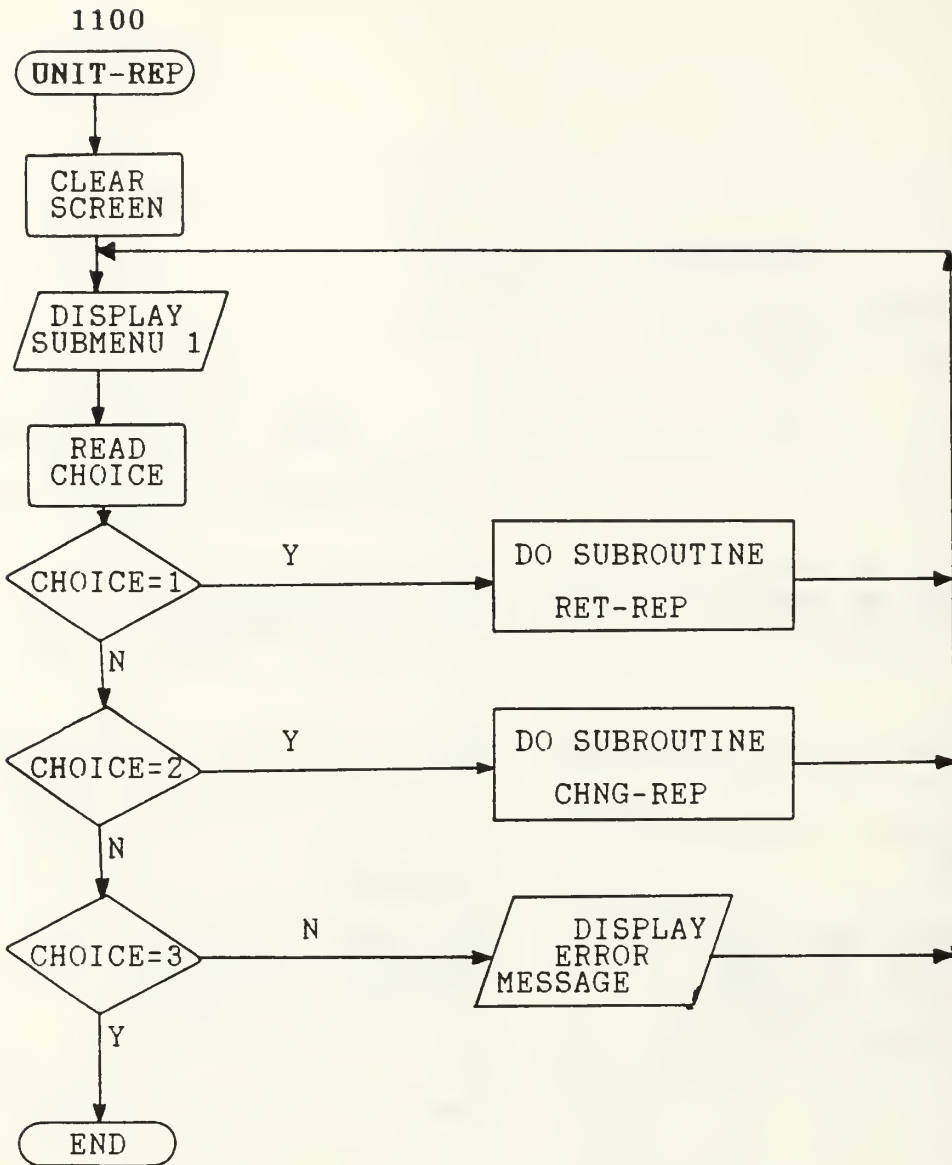 1100
UNIT-REP
CLEAR
SCREEN
DISPLAY
SUBMENU 1
READ
CHOICE
CHOICE=1
Y
DO SUBROUTINE
RET-REP
N
CHOICE=2
Y
DO SUBROUTINE
CHNG-REP
N
CHOICE=3
N
DISPLAY
ERROR
MESSAGE
Y
END